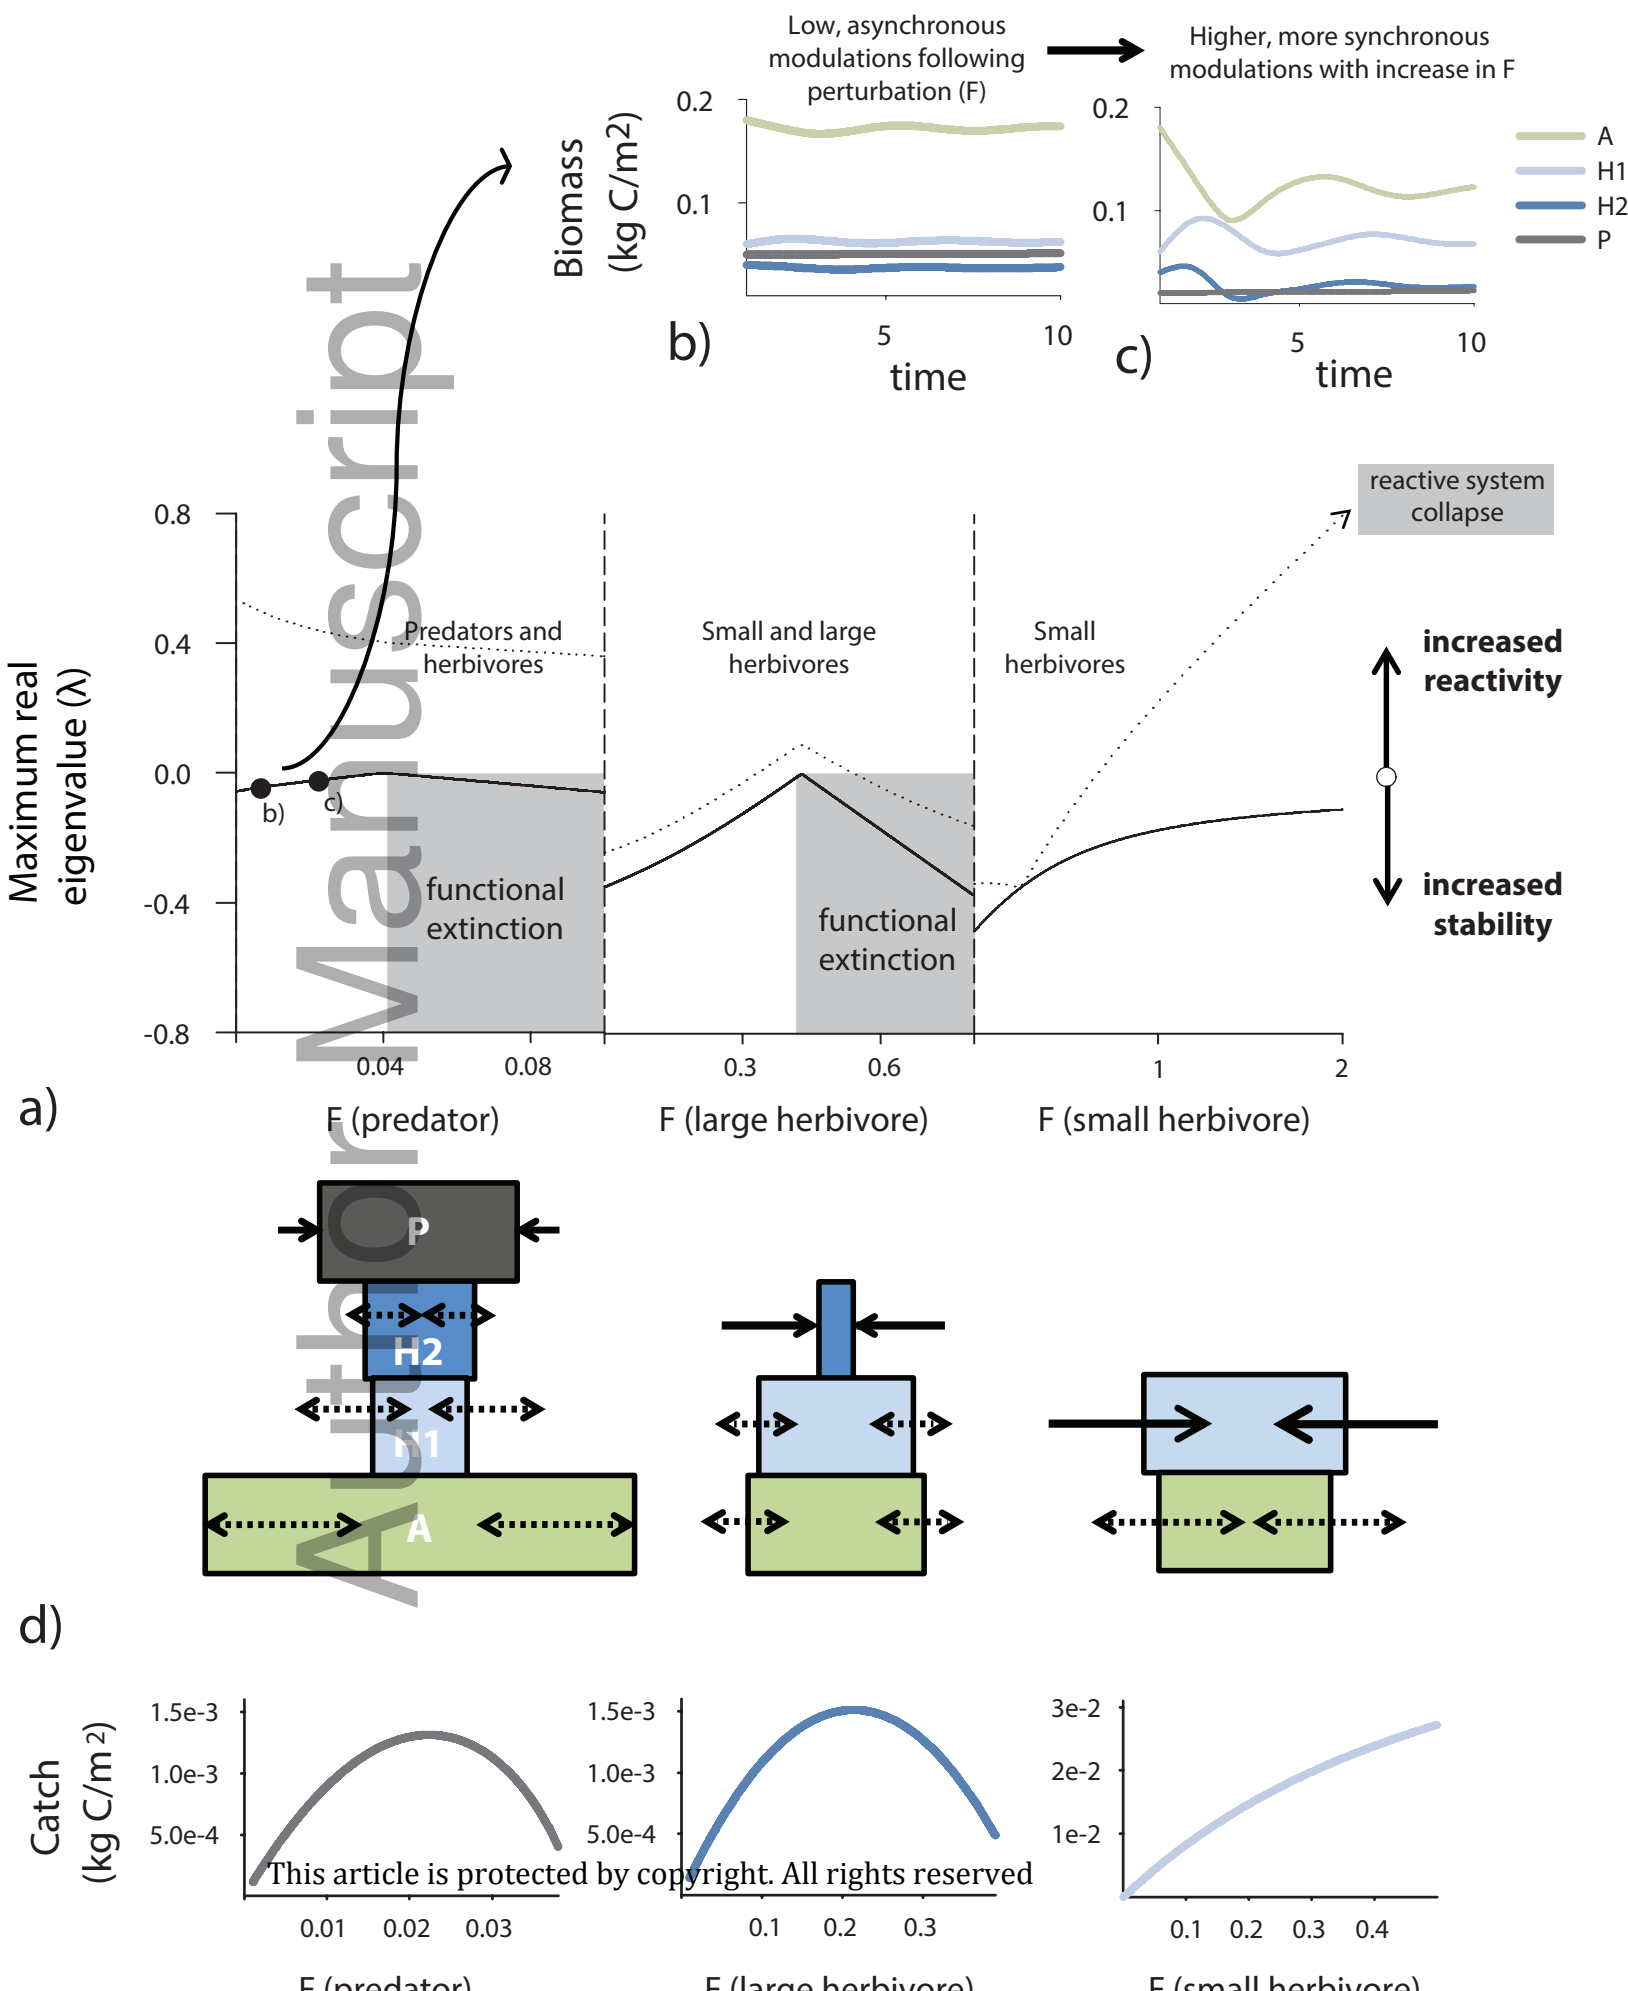 Low, asynchronous
modulations following
perturbation (F)
Higher, more synchronous
modulations with increase in F
Biomass
(kg C/m2)
0.2
0.1
5
10
b)
time
0.2
0.1
5
10
c)
time
A
H1
H2
P
reactive system
collapse
Maximum real
eigenvalue (λ)
0.8
0.4
0.0
-0.4
-0.8
Predators and
herbivores
Small and large
herbivores
Small
herbivores
b)
c)
functional
extinction
functional
extinction
increased
reactivity
increased
stability
0.04
0.08
0.3
0.6
1
2
a)
F (predator)
F (large herbivore)
F (small herbivore)
P
H2
H1
A
d)
Catch
(kg C/m2)
1.5e-3
1.0e-3
5.0e-4
1.5e-3
1.0e-3
5.0e-4
3e-2
2e-2
1e-2
This article is protected by copyright. All rights reserved
0.01
0.02
0.03
0.1
0.2
0.3
0.1
0.2
0.3
0.4
F (predator)
F (large herbivore)
F (small herbivore)
Author Manuscript